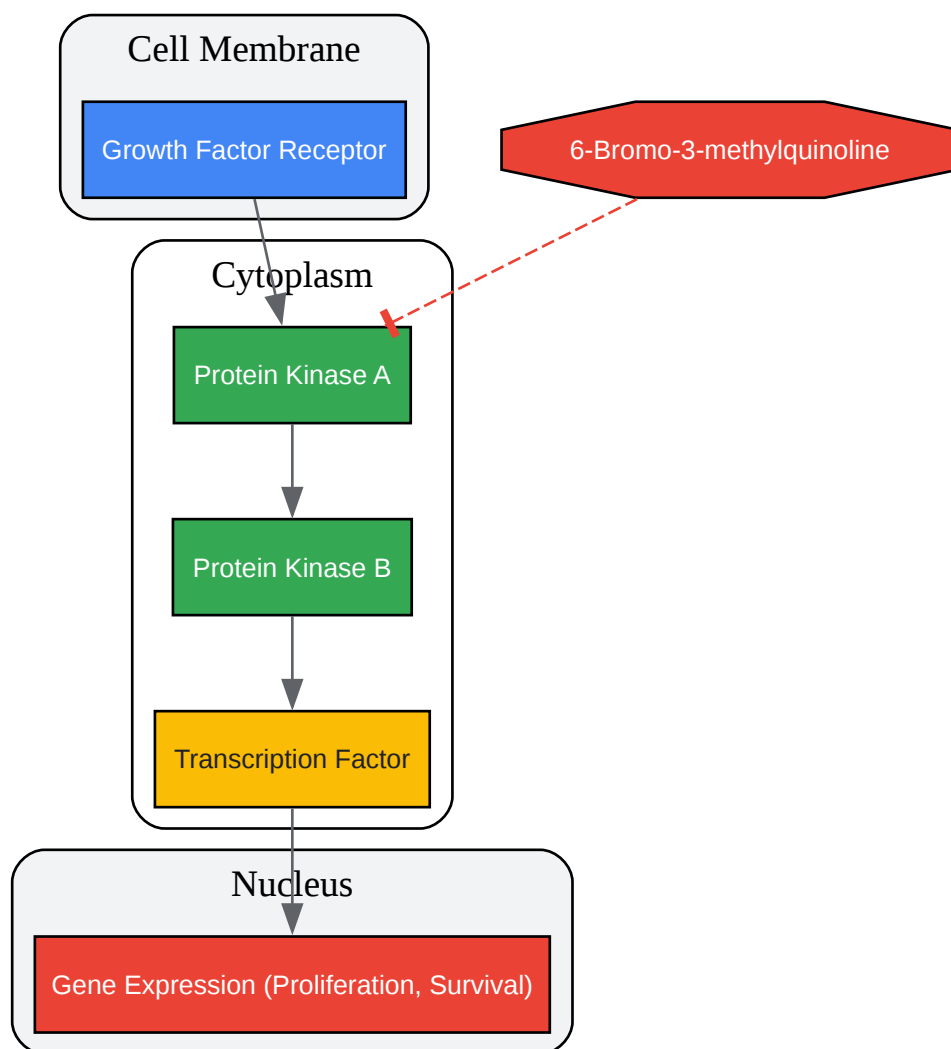 Cell Membrane
Growth Factor Receptor
6-Bromo-3-methylquinoline
Cytoplasm
Protein Kinase A
Protein Kinase B
Transcription Factor
Nucleus
Gene Expression (Proliferation, Survival)